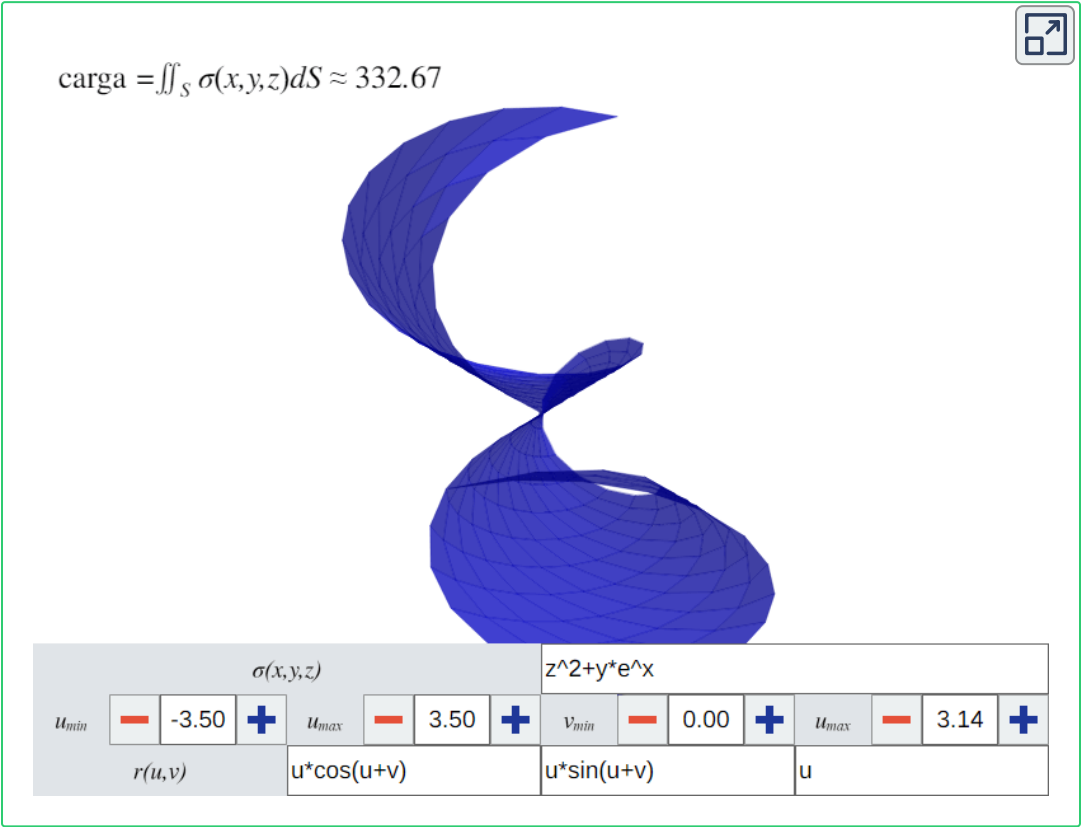 carga = ∬S σ(x,y,z)dS ≈ 332.67
σ(x,y,z) z^2+y*e^x
umin -3.50 umax 3.50 vmin 0.00 umax 3.14
r(u,v) u*cos(u+v) u*sin(u+v) u